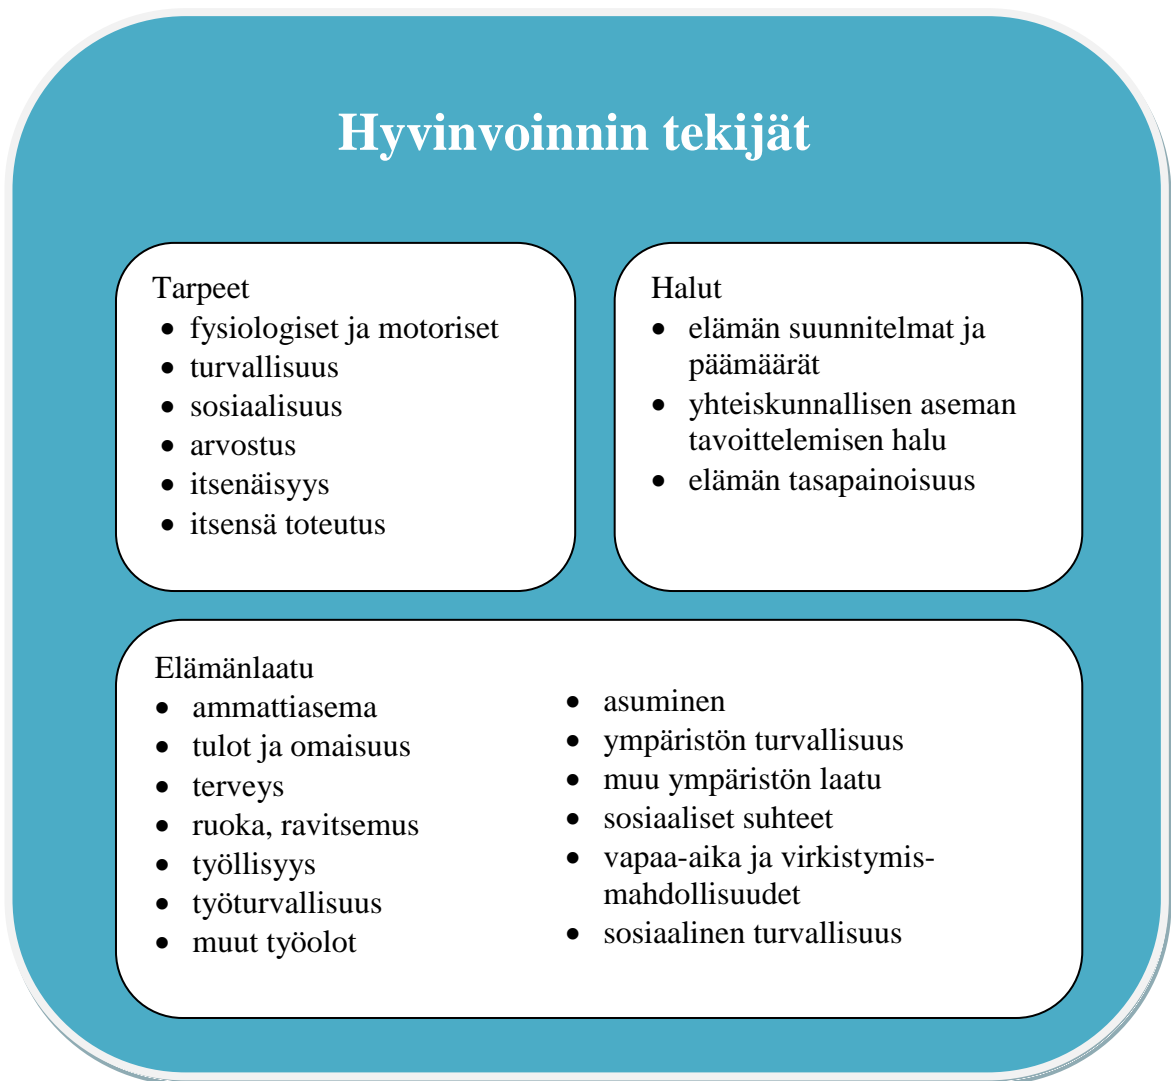 Hyvinvoinnin tekijät
Tarpeet
• fysiologiset ja motoriset
• turvallisuus
• sosiaalisuus
• arvostus
• itsenäisyys
• itsensä toteutus
Halut
• elämän suunnitelmat ja
päämäärät
• yhteiskunnallisen aseman
tavoittelemisen halu
• elämän tasapainoisuus
Elämänlaatu
• ammattiasema
• tulot ja omaisuus
• terveys
• ruoka, ravitsemus
• työllisyys
• työturvallisuus
• muut työolot
• asuminen
• ympäristön turvallisuus
• muu ympäristön laatu
• sosiaaliset suhteet
• vapaa-aika ja virkistymis-
mahdollisuudet
• sosiaalinen turvallisuus